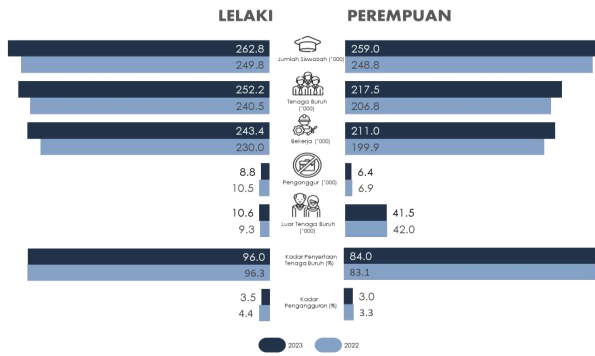 LELAKI PEREMPUAN
262.8 Jumlah Siswazah ('000) 259.0
249.8 248.8
252.2 217.5
240.5 Tenaga Buruh ('000) 206.8
243.4 211.0
230.0 Bekerja ('000) 199.9
8.8 6.4
10.5 Penganggur ('000) 6.9
10.6 41.5
9.3 Luar Tenaga Buruh ('000) 42.0
96.0 Kadar Penyertaan 84.0
96.3 Tenaga Buruh (%) 83.1
3.5 Kadar 3.0
4.4 Pengangguran (%) 3.3
2023 2022